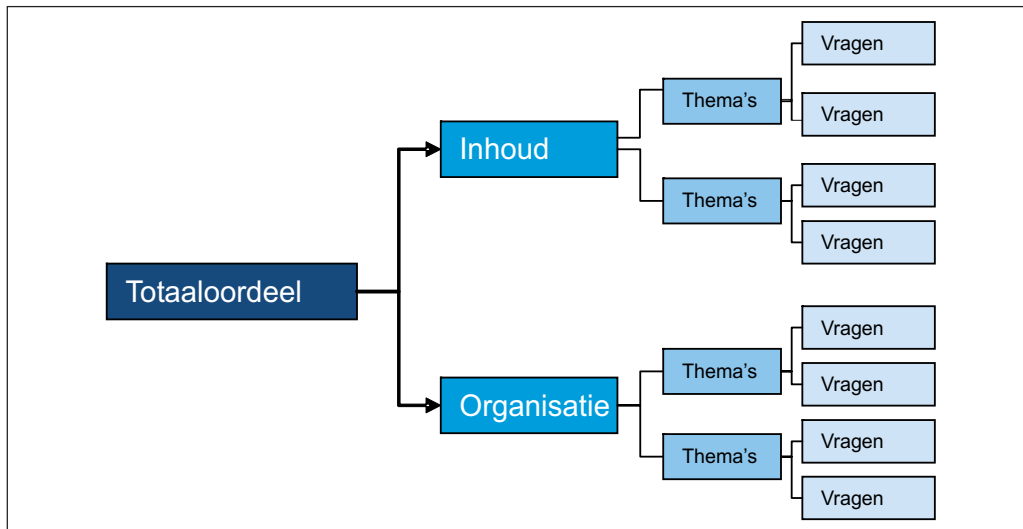 Totaaloordeel
Inhoud
Thema’s
Vragen
Vragen
Thema’s
Vragen
Vragen
Organisatie
Thema’s
Vragen
Vragen
Thema’s
Vragen
Vragen